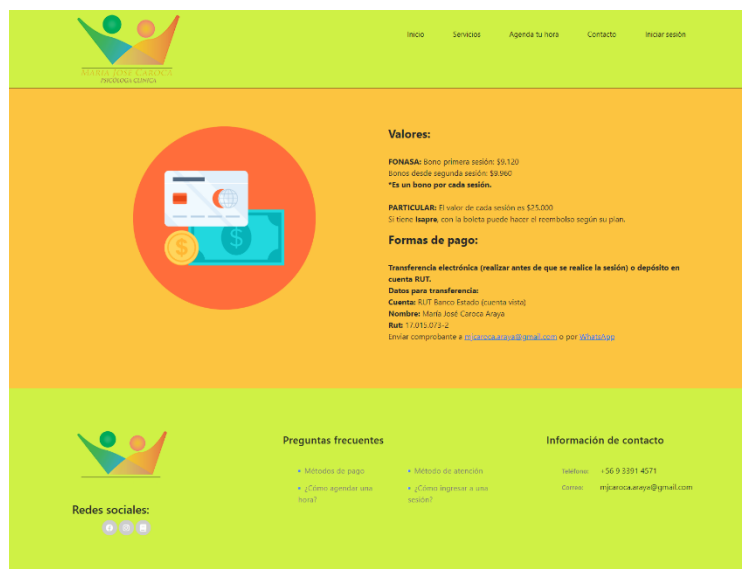 MARÍA JOSÉ CAROCA
PSICÓLOGA CLÍNICA
Inicio
Servicios
Agenda tu hora
Contacto
Iniciar sesión
Valores:
FONASA: Bono primera sesión: $9.120
Bonos desde segunda sesión: $9.960
*Es un bono por cada sesión.
PARTICULAR: El valor de cada sesión es $25.000
Si tiene Isapre, con la boleta puede hacer el reembolso según su plan.
Formas de pago:
Transferencia electrónica (realizar antes de que se realice la sesión) o depósito en
cuenta RUT.
Datos para transferencia:
Cuenta: RUT Banco Estado (cuenta vista)
Nombre: María José Caroca Araya
Rut: 17.015.073-2
Enviar comprobante a mjcaroca.araya@gmail.com o por WhatsApp
Redes sociales:
Preguntas frecuentes
• Métodos de pago
• ¿Cómo agendar una
hora?
• Método de atención
• ¿Cómo ingresar a una
sesión?
Información de contacto
Teléfono: +56 9 3391 4571
Correo: mjcaroca.araya@gmail.com